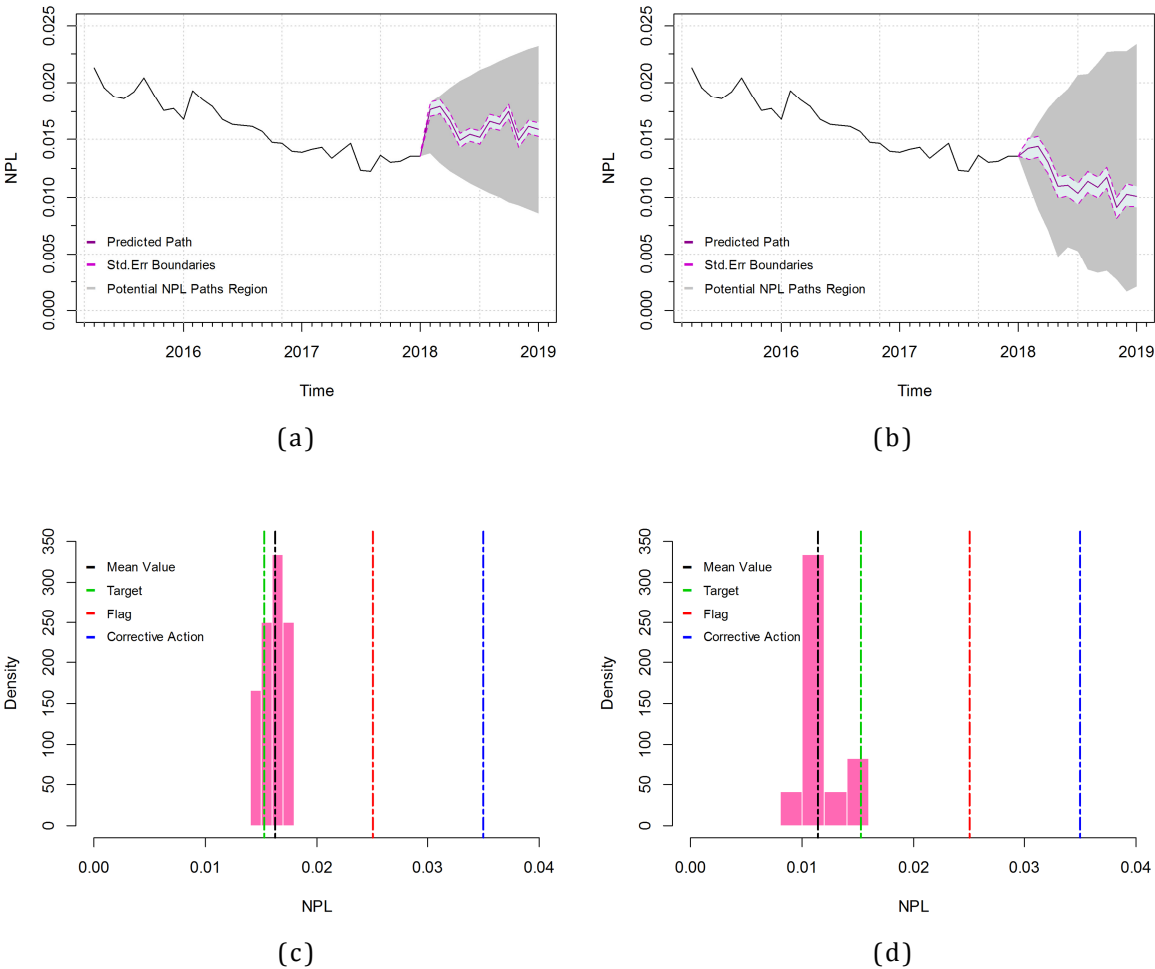 NPL
0.000
0.005
0.010
0.015
0.020
0.025
Predicted Path
Std.Err Boundaries
Potential NPL Paths Region
2016
2017
2018
2019
Time
(a)
NPL
0.000
0.005
0.010
0.015
0.020
0.025
Predicted Path
Std.Err Boundaries
Potential NPL Paths Region
2016
2017
2018
2019
Time
(b)
Density
0
50
100
150
200
250
300
350
Mean Value
Target
Flag
Corrective Action
0.00
0.01
0.02
0.03
0.04
NPL
(c)
Density
0
50
100
150
200
250
300
350
Mean Value
Target
Flag
Corrective Action
0.00
0.01
0.02
0.03
0.04
NPL
(d)